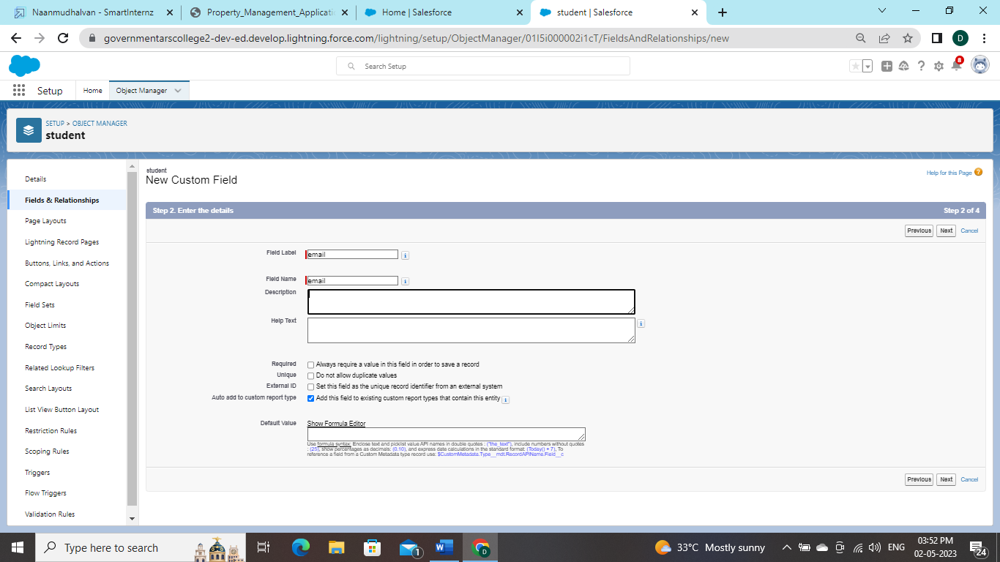 Naanmudhalvan - SmartInternz
Property_Management_Applicati
Home | Salesforce
student | Salesforce
governmentarscollege2-dev-ed.develop.lightning.force.com/lightning/setup/ObjectManager/01I5i000002i1cT/FieldsAndRelationships/new
D
Search Setup
8
Setup
Home
Object Manager
SETUP > OBJECT MANAGER
student
Details
Fields & Relationships
Page Layouts
Lightning Record Pages
Buttons, Links, and Actions
Compact Layouts
Field Sets
Object Limits
Record Types
Related Lookup Filters
Search Layouts
List View Button Layout
Restriction Rules
Scoping Rules
Triggers
Flow Triggers
Validation Rules
student
New Custom Field
Help for this Page
Step 2. Enter the details
Step 2 of 4
Previous Next Cancel
Field Label email
Field Name email
Description
Help Text
Required Always require a value in this field in order to save a record
Unique Do not allow duplicate values
External ID Set this field as the unique record identifier from an external system
Auto add to custom report type Add this field to existing custom report types that contain this entity
Default Value Show Formula Editor
Use formula syntax: Enclose text and picklist value API names in double quotes : ("the_text"), include numbers without quotes
: (25), show percentages as decimals: (0.10), and express date calculations in the standard format: (Today() + 7), To
reference a field from a Custom Metadata type record use: $CustomMetadata.Type__mdt.RecordAPIName.Field__c
Previous Next Cancel
Type here to search
1
W
D
33°C Mostly sunny
ENG
03:52 PM
02-05-2023
24